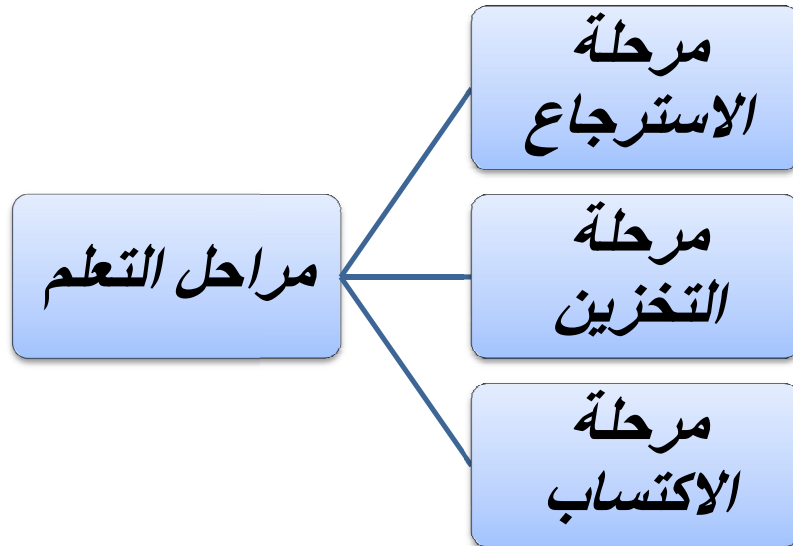 مراحل التعلم
مرحلة
الاسترجاع
مرحلة
التخزين
مرحلة
الاكتساب